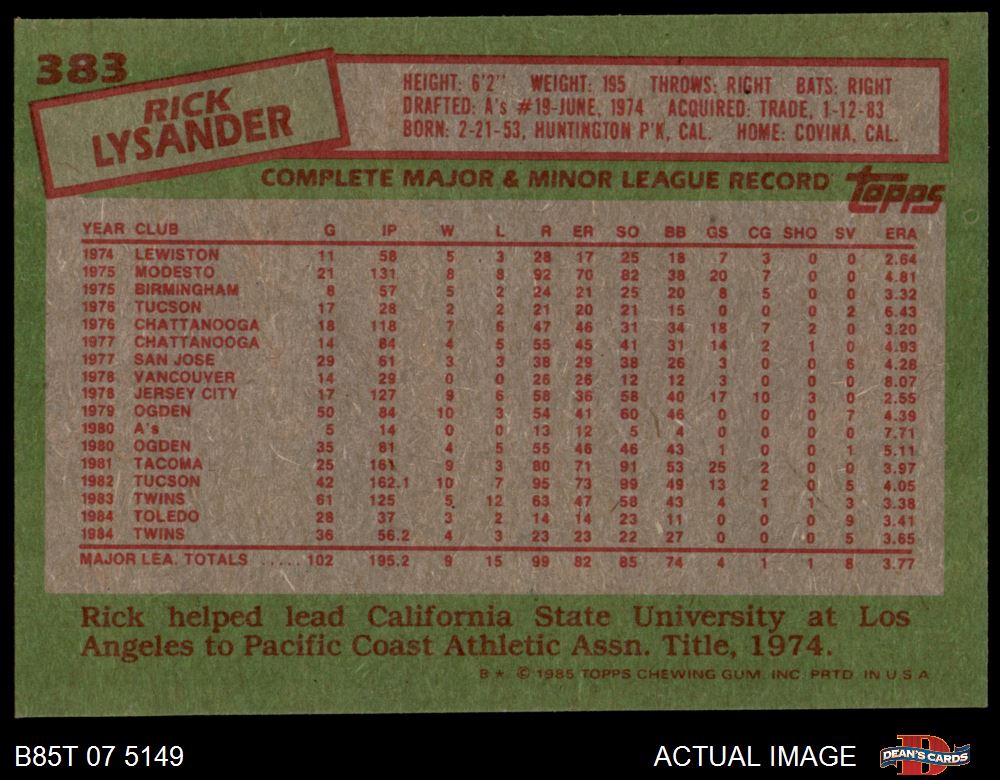 383
RICK
LYSANDER
HEIGHT: 6'2" WEIGHT: 195 THROWS: RIGHT BATS: RIGHT
DRAFTED: A's #19-JUNE, 1974 ACQUIRED: TRADE, 1-12-83
BORN: 2-21-53, HUNTINGTON P'K, CAL. HOME: COVINA, CAL.
COMPLETE MAJOR & MINOR LEAGUE RECORD topps
YEAR CLUB G IP W L R ER SO BB GS CG SHO SV ERA
1974 LEWISTON 11 58 5 3 28 17 25 18 7 3 0 0 2.64
1975 MODESTO 21 131 8 8 92 70 82 38 20 7 0 0 4.81
1975 BIRMINGHAM 8 57 5 2 24 21 25 20 8 5 0 0 3.32
1976 TUCSON 17 28 2 2 21 20 21 15 0 0 0 2 6.43
1976 CHATTANOOGA 18 118 7 6 47 46 31 34 18 7 2 0 3.20
1977 CHATTANOOGA 14 84 4 5 55 45 41 31 14 2 1 0 4.93
1977 SAN JOSE 29 61 3 3 38 29 38 26 3 0 0 6 4.28
1978 VANCOUVER 14 29 0 0 26 26 12 12 3 0 0 0 8.07
1978 JERSEY CITY 17 127 9 6 58 36 58 40 17 10 3 0 2.55
1979 OGDEN 50 84 10 3 54 41 60 46 0 0 0 7 4.39
1980 A's 5 14 0 0 13 12 5 4 0 0 0 0 7.71
1980 OGDEN 35 81 4 5 55 46 46 43 1 0 0 1 5.11
1981 TACOMA 25 161 9 3 80 71 91 53 25 2 0 0 3.97
1982 TUCSON 42 162.1 10 7 95 73 99 49 13 2 0 5 4.05
1983 TWINS 61 125 5 12 63 47 58 43 4 1 1 3 3.38
1984 TOLEDO 28 37 3 2 14 14 23 11 0 0 0 9 3.41
1984 TWINS 36 56.2 4 3 23 23 22 27 0 0 0 5 3.65
MAJOR LEA. TOTALS ..... 102 195.2 9 15 99 82 85 74 4 1 1 8 3.77
Rick helped lead California State University at Los
Angeles to Pacific Coast Athletic Assn. Title, 1974.
B* © 1985 TOPPS CHEWING GUM, INC. PRTD. IN U.S.A.
B85T 07 5149 ACTUAL IMAGE DEAN'S CARDS